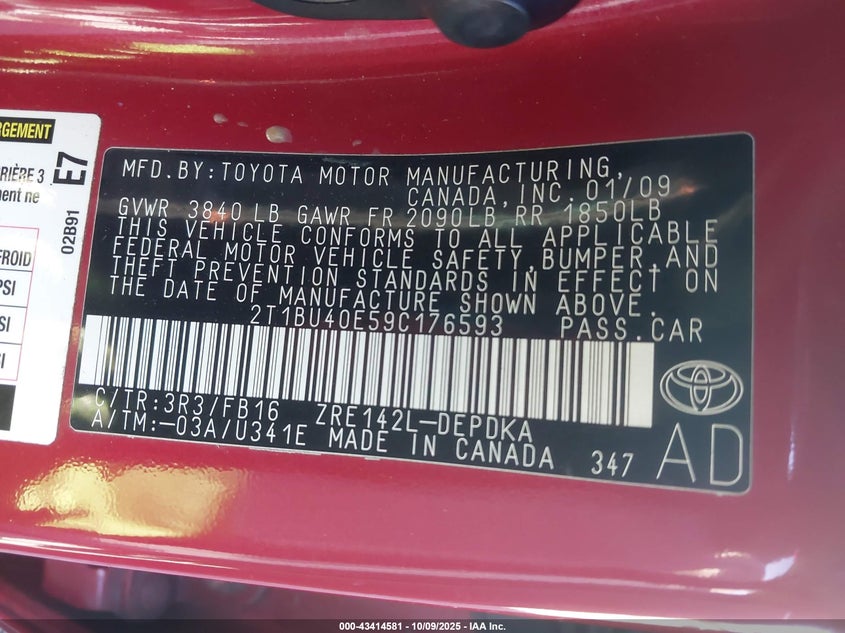 RGEMENT
RIÈRE 3
ment ne
E7
02B91
FROID
PSI
SI
SI
MFD.BY:TOYOTA MOTOR MANUFACTURING,
CANADA,INC. 01/09
GVWR 3840 LB GAWR FR 2090LB RR 1850LB
THIS VEHICLE CONFORMS TO ALL APPLICABLE
FEDERAL MOTOR VEHICLE SAFETY,BUMPER,AND
THEFT PREVENTION STANDARDS IN EFFECT ON
THE DATE OF MANUFACTURE SHOWN ABOVE.
2T1BU40E59C176593 PASS.CAR
C/TR:3R3/FB16 ZRE142L-DEPDKA
A/TM:-03A/U341E MADE IN CANADA 347
AD
000-43414581 - 10/09/2025 - IAA Inc.